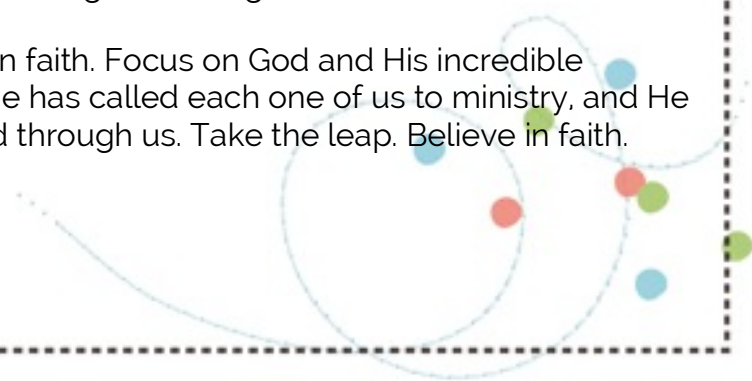 in faith. Focus on God and His incredible
e has called each one of us to ministry, and He
through us. Take the leap. Believe in faith.